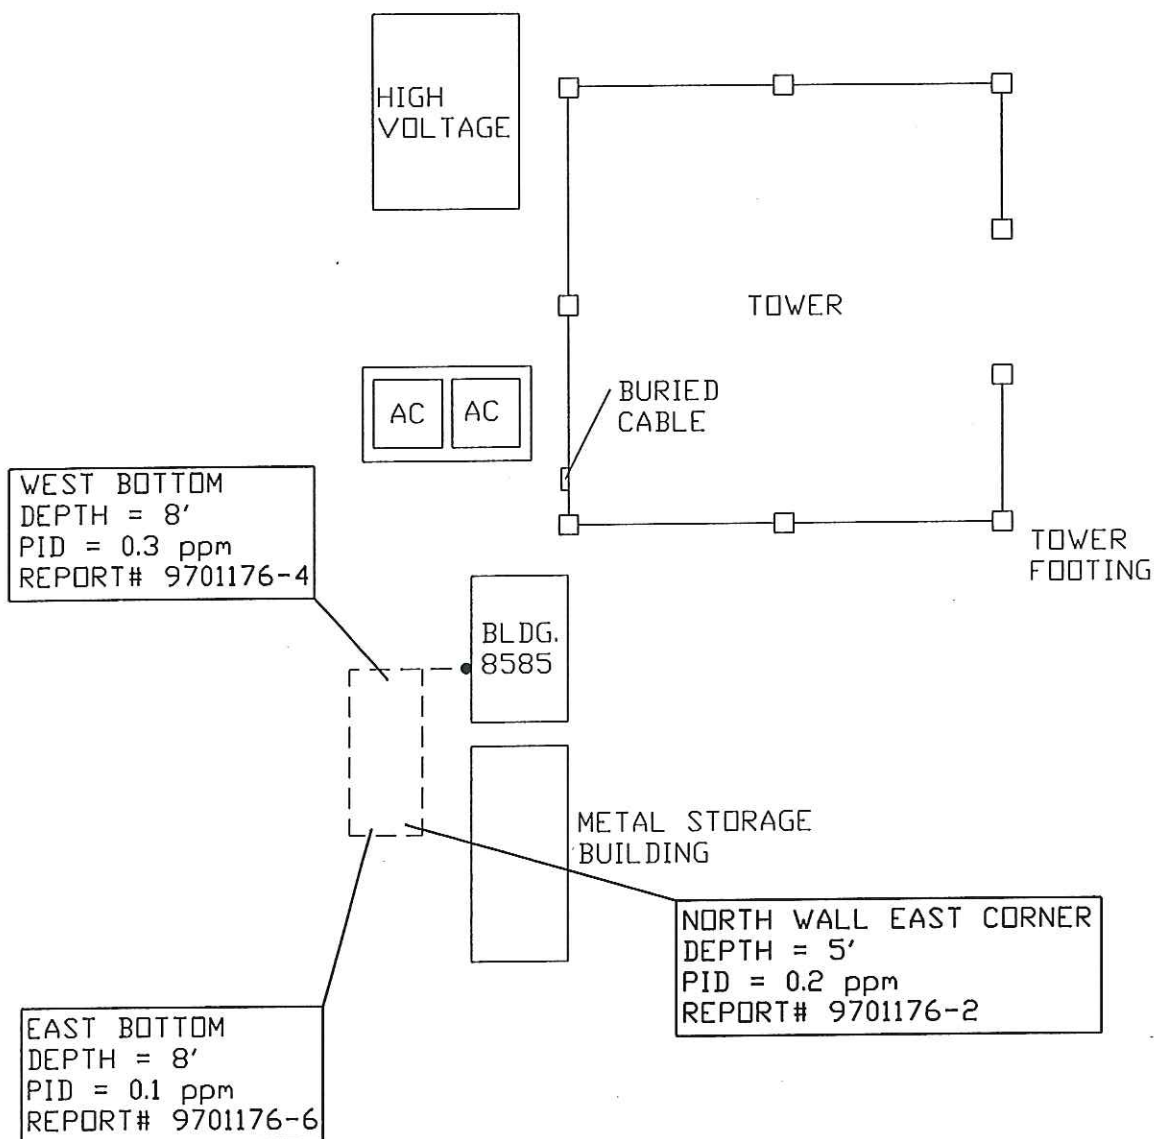 HIGH
VOLTAGE
TOWER
BURIED
CABLE
AC AC
WEST BOTTOM
DEPTH = 8'
PID = 0.3 ppm
REPORT# 9701176-4
TOWER
FOOTING
BLDG.
8585
METAL STORAGE
BUILDING
NORTH WALL EAST CORNER
DEPTH = 5'
PID = 0.2 ppm
REPORT# 9701176-2
EAST BOTTOM
DEPTH = 8'
PID = 0.1 ppm
REPORT# 9701176-6